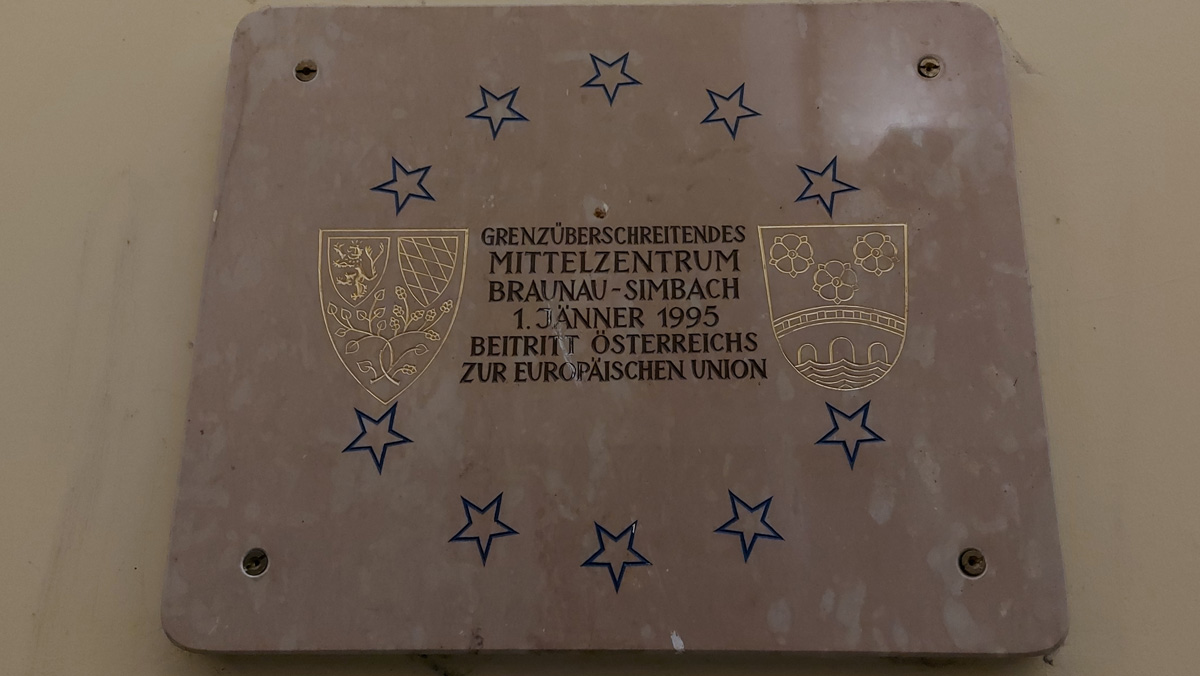 GRENZÜBERSCHREITENDES
MITTELZENTRUM
BRAUNAU-SIMBACH
1. JÄNNER 1995
BEITRITT ÖSTERREICHS
ZUR EUROPÄISCHEN UNION